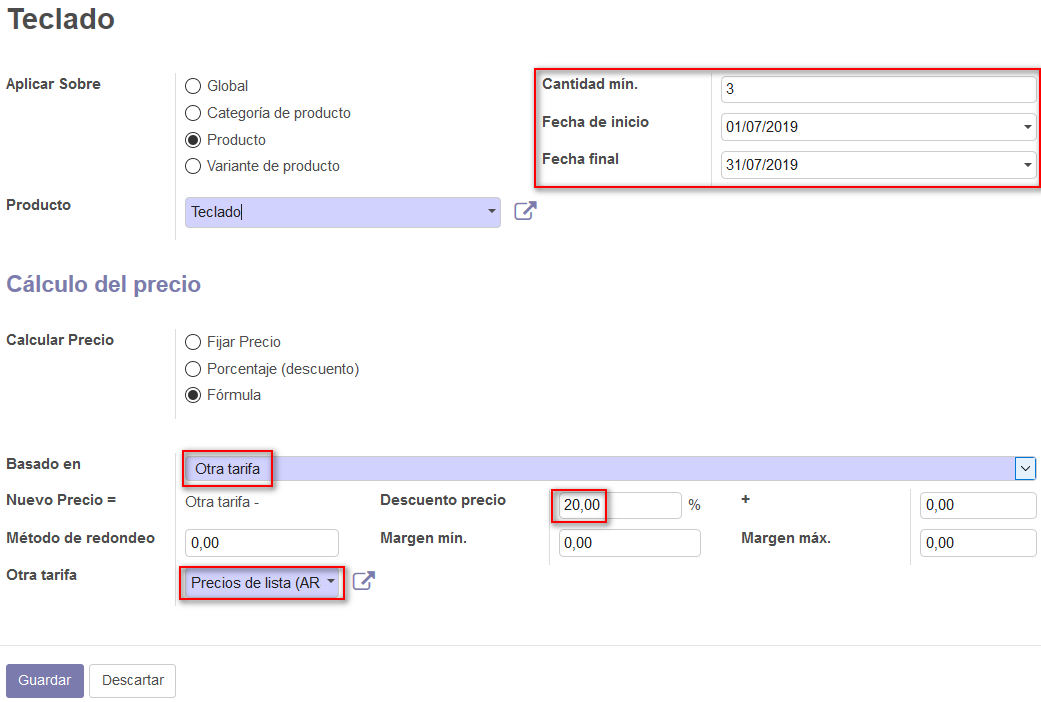 Teclado
Aplicar Sobre
Global
Categoría de producto
Producto
Variante de producto
Cantidad mín.
3
Fecha de inicio
01/07/2019
Fecha final
31/07/2019
Producto
Teclado
Cálculo del precio
Calcular Precio
Fijar Precio
Porcentaje (descuento)
Fórmula
Basado en
Otra tarifa
Nuevo Precio =
Otra tarifa -
Descuento precio
20,00
%
+
0,00
Método de redondeo
0,00
Margen mín.
0,00
Margen máx.
0,00
Otra tarifa
Precios de lista (AR
Guardar
Descartar